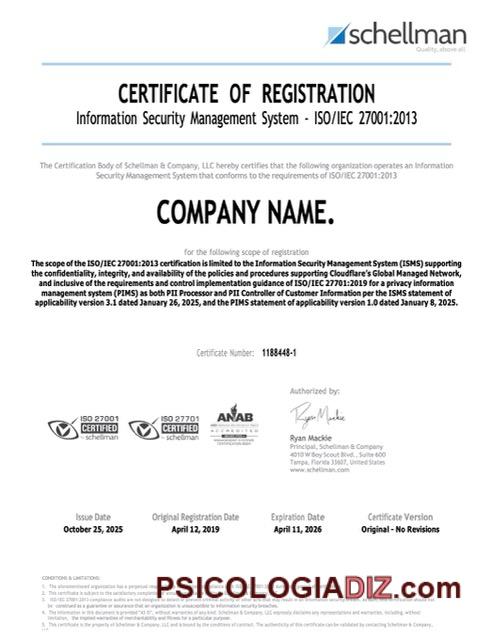 schellman
Quality, above all
CERTIFICATE OF REGISTRATION
Information Security Management System - ISO/IEC 27001:2013
The Certification Body of Schellman & Company, LLC hereby certifies that the following organization operates an Information
Security Management System that conforms to the requirements of ISO/IEC 27001:2013
COMPANY NAME.
for the following scope of registration
The scope of the ISO/IEC 27001:2013 certification is limited to the Information Security Management System (ISMS) supporting
the confidentiality, integrity, and availability of the policies and procedures supporting Cloudflare's Global Managed Network,
and inclusive of the requirements and control implementation guidance of ISO/IEC 27701:2019 for a privacy information
management system (PIMS) as both PII Processor and PII Controller of Customer Information per the ISMS statement of
applicability version 3.1 dated January 26, 2025, and the PIMS statement of applicability version 1.0 dated January 8, 2025.
Certificate Number: 1188448-1
ISO 27001
CERTIFIED
schellman
ISO 27701
CERTIFIED
schellman
ANAB
ACCREDITED
MANAGEMENT SYSTEMS
CERTIFICATION BODY
Authorized by:
Ryan Mackie
Ryan Mackie
Principal, Schellman & Company
4010 W Boy Scout Blvd., Suite 600
Tampa, Florida 33607, United States
www.schellman.com
Issue Date
October 25, 2025
Original Registration Date
April 12, 2019
Expiration Date
April 11, 2026
Certificate Version
Original - No Revisions
CONDITIONS & LIMITATIONS:
1. The aforementioned organization has a perpetual
2. This certificate is subject to the satisfactory
3. ISO/IEC 27001:2013 compliance audits are not designed to detect or prevent criminal activity or other acts that may result in an information security breach.
be construed as a guarantee or assurance that an organization is unsusceptible to information security breaches.
4. The information in this document is provided "AS IS", without warranties of any kind. Schellman & Company, LLC expressly disclaims any representations and warranties, including, without
limitation, the implied warranties of merchantability and fitness for a particular purpose.
5. This certificate is the property of Schellman & Company, LLC and is bound by the conditions of contract. The authenticity of this certificate can be validated by contacting Schellman & Company,
PSICOLOGIADIZ.com